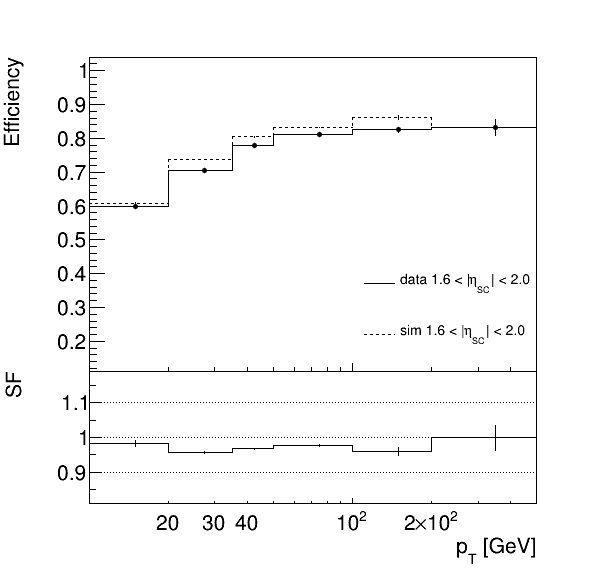 Efficiency
1
0.9
0.8
0.7
0.6
0.5
0.4
0.3
0.2
data 1.6 < |η_SC| < 2.0
sim 1.6 < |η_SC| < 2.0
SF
1.1
1
0.9
20 30 40 10² 2×10²
p_T [GeV]